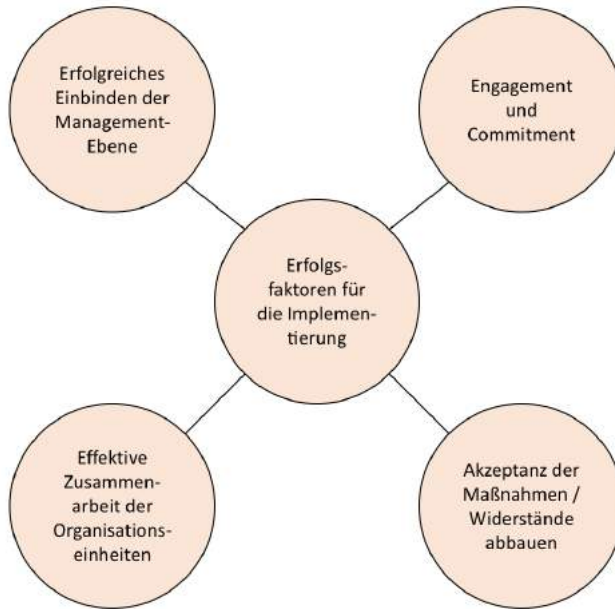 Erfolgreiches
Einbinden der
Management-
Ebene
Engagement
und
Commitment
Erfolgs-
faktoren für
die Implemen-
tierung
Effektive
Zusammen-
arbeit der
Organisations-
einheiten
Akzeptanz der
Maßnahmen /
Widerstände
abbauen